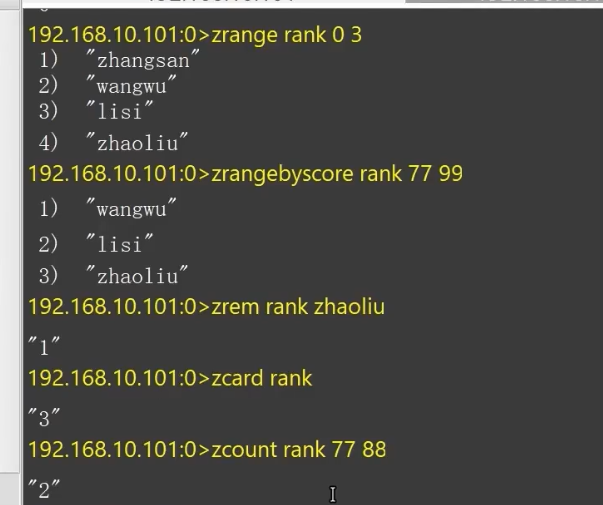 192.168.10.101:0>zrange rank 0 3
1) "zhangsan"
2) "wangwu"
3) "lisi"
4) "zhaoliu"
192.168.10.101:0>zrangebyscore rank 77 99
1) "wangwu"
2) "lisi"
3) "zhaoliu"
192.168.10.101:0>zrem rank zhaoliu
"1"
192.168.10.101:0>zcard rank
"3"
192.168.10.101:0>zcount rank 77 88
"2"